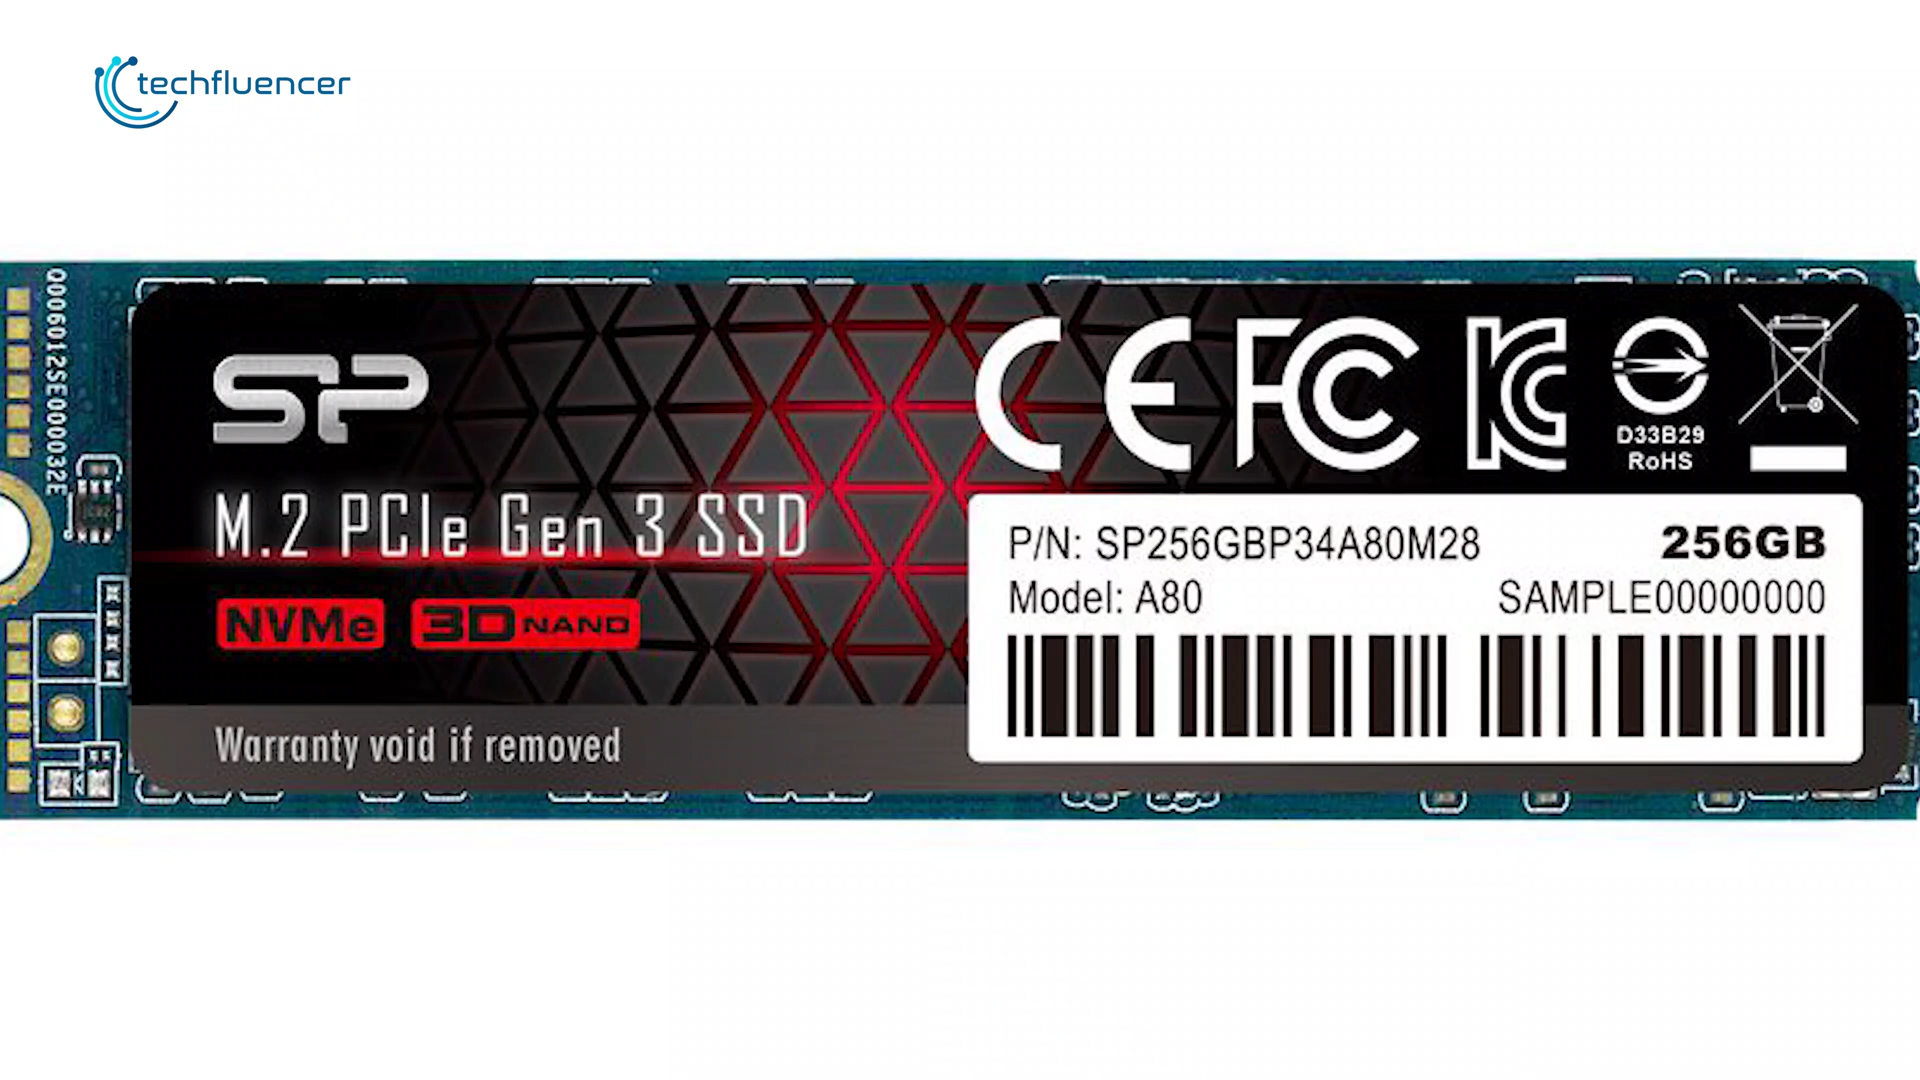 techfluencer
0006012SE000032E
SP
M.2 PCIe Gen 3 SSD
NVMe 3D NAND
Warranty void if removed
CE FC
D33B29
RoHS
P/N: SP256GBP34A80M28 256GB
Model: A80 SAMPLE00000000